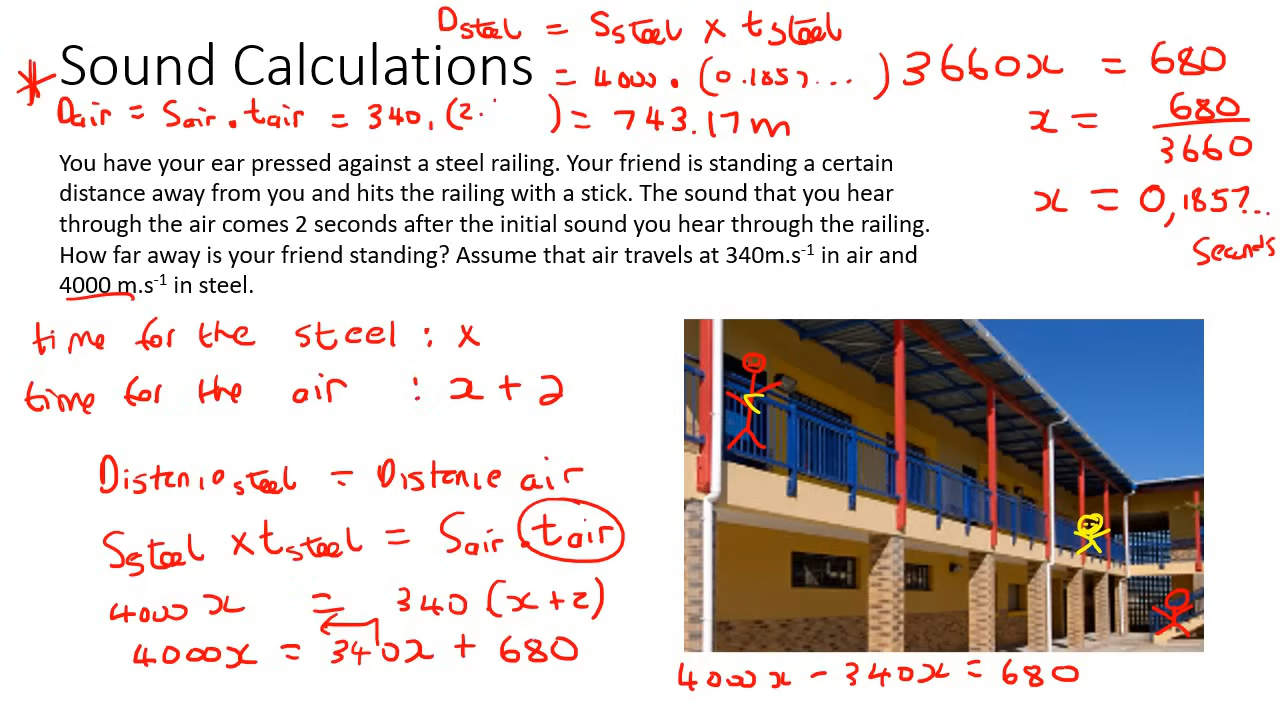 Dsteel = Ssteel x tsteel
* Sound Calculations
= 4000 . (0.1857... )
Dair = Sair . tair = 340 . (2. ) = 743.17 m
3660x = 680
x = 680/3660
x = 0,1857...
Seconds
You have your ear pressed against a steel railing. Your friend is standing a certain
distance away from you and hits the railing with a stick. The sound that you hear
through the air comes 2 seconds after the initial sound you hear through the railing.
How far away is your friend standing? Assume that air travels at 340m.s⁻¹ in air and
4000 m.s⁻¹ in steel.
time for the steel : x
time for the air : x + 2
Distance steel = Distance air
Ssteel x tsteel = Sair . tair
4000x = 340 (x+2)
4000x = 340x + 680
4000x - 340x = 680